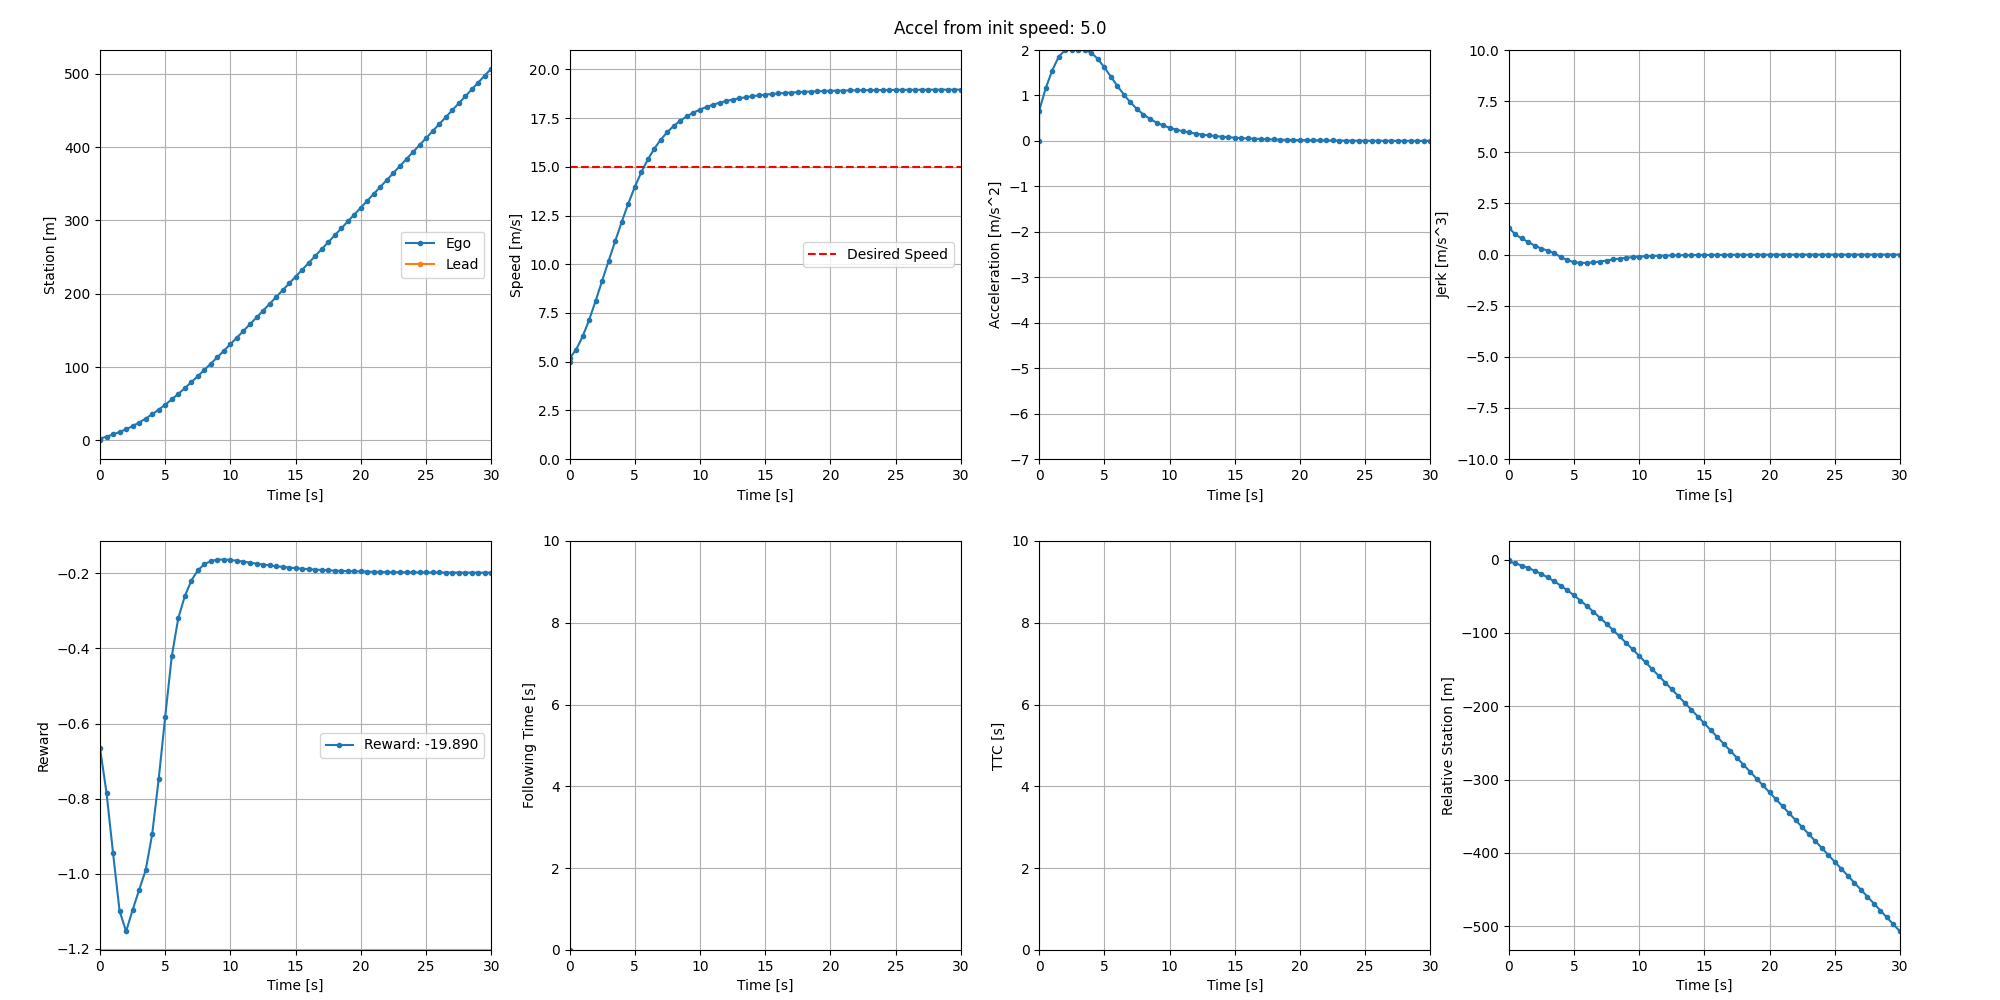 Accel from init speed: 5.0
500
400
300
200
100
0
Station [m]
Ego
Lead
0 5 10 15 20 25 30
Time [s]
20.0
17.5
15.0
12.5
10.0
7.5
5.0
2.5
0.0
Speed [m/s]
Desired Speed
0 5 10 15 20 25 30
Time [s]
2
1
0
−1
−2
−3
−4
−5
−6
−7
Acceleration [m/s^2]
0 5 10 15 20 25 30
Time [s]
10.0
7.5
5.0
2.5
0.0
−2.5
−5.0
−7.5
−10.0
Jerk [m/s^3]
0 5 10 15 20 25 30
Time [s]
−0.2
−0.4
−0.6
−0.8
−1.0
−1.2
Reward
Reward: -19.890
0 5 10 15 20 25 30
Time [s]
10
8
6
4
2
0
Following Time [s]
0 5 10 15 20 25 30
Time [s]
10
8
6
4
2
0
TTC [s]
0 5 10 15 20 25 30
Time [s]
0
−100
−200
−300
−400
−500
Relative Station [m]
0 5 10 15 20 25 30
Time [s]